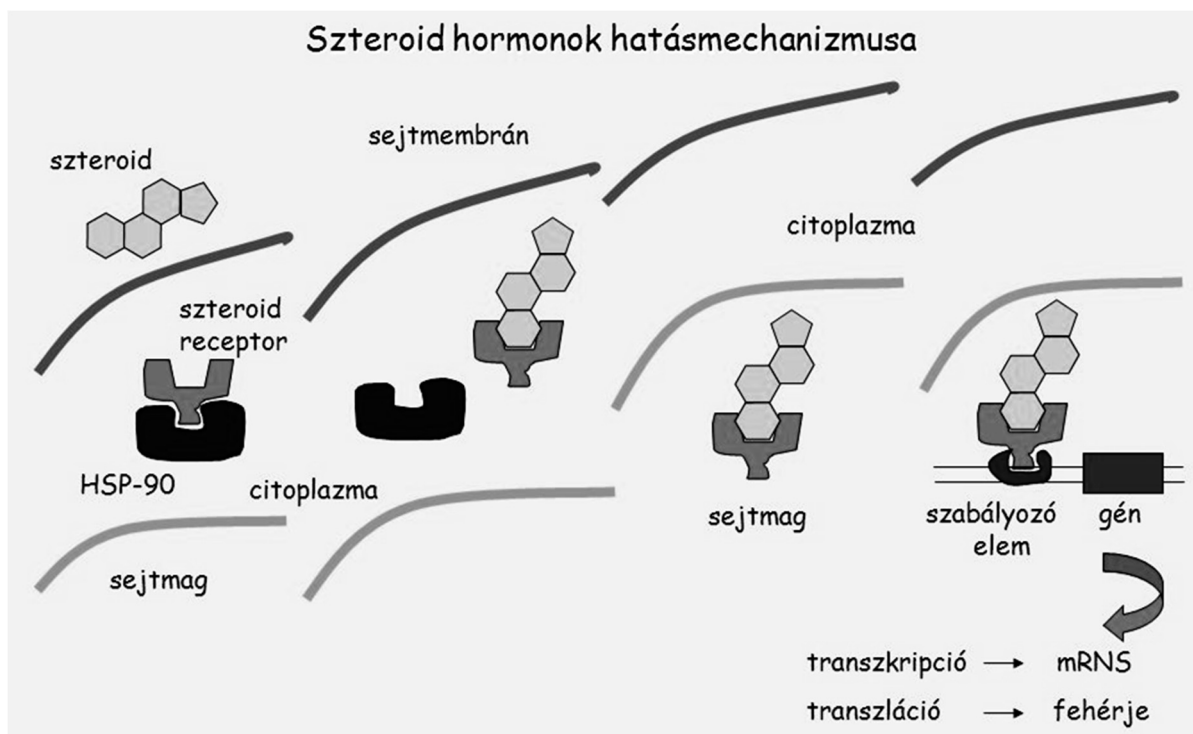 Szteroid hormonok hatásmechanizmusa
szteroid
sejtmembrán
citoplazma
szteroid
receptor
HSP-90
citoplazma
sejtmag
sejtmag
szabályozó
elem
gén
transzkripció → mRNS
transzláció → fehérje